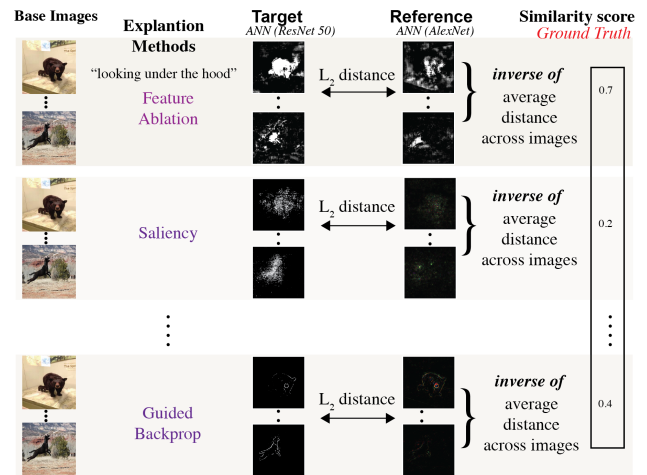 Base Images
Explantion
Methods
Target
ANN (ResNet 50)
Reference
ANN (AlexNet)
Similarity score
Ground Truth
“looking under the hood”
Feature
Ablation
L2 distance
inverse of
average
distance
across images
0.7
Saliency
L2 distance
inverse of
average
distance
across images
0.2
Guided
Backprop
L2 distance
inverse of
average
distance
across images
0.4